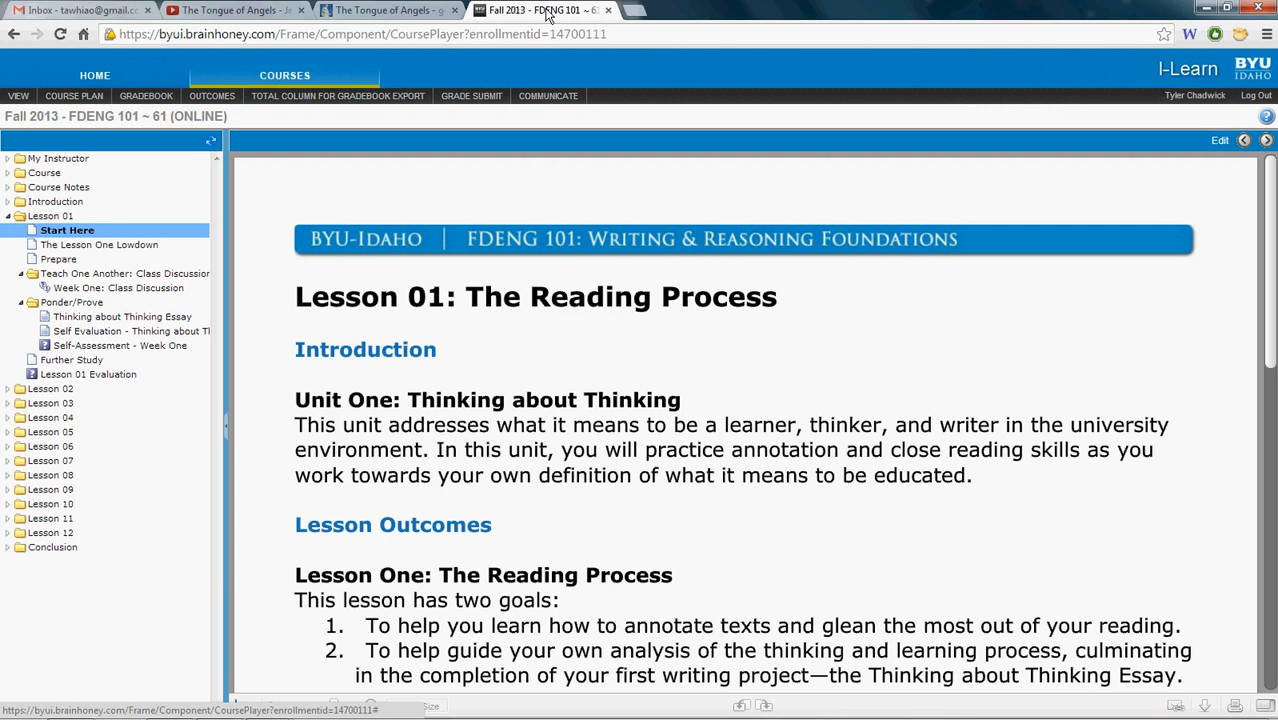 Inbox - tawhiao@gmail.c
The Tongue of Angels - Je
The Tongue of Angels - g
Fall 2013 - FDENG 101 ~ 61
https://byui.brainhoney.com/Frame/Component/CoursePlayer?enrollmentid=14700111
HOME
COURSES
I-Learn
BYU
IDAHO
VIEW COURSE PLAN GRADEBOOK OUTCOMES TOTAL COLUMN FOR GRADEBOOK EXPORT GRADE SUBMIT COMMUNICATE
Tyler Chadwick Log Out
Fall 2013 - FDENG 101 ~ 61 (ONLINE)
Edit
My Instructor
Course
Course Notes
Introduction
Lesson 01
Start Here
The Lesson One Lowdown
Prepare
Teach One Another: Class Discussion
Week One: Class Discussion
Ponder/Prove
Thinking about Thinking Essay
Self Evaluation - Thinking about T
Self-Assessment - Week One
Further Study
Lesson 01 Evaluation
Lesson 02
Lesson 03
Lesson 04
Lesson 05
Lesson 06
Lesson 07
Lesson 08
Lesson 09
Lesson 10
Lesson 11
Lesson 12
Conclusion
BYU-IDAHO | FDENG 101: WRITING & REASONING FOUNDATIONS
Lesson 01: The Reading Process
Introduction
Unit One: Thinking about Thinking
This unit addresses what it means to be a learner, thinker, and writer in the university
environment. In this unit, you will practice annotation and close reading skills as you
work towards your own definition of what it means to be educated.
Lesson Outcomes
Lesson One: The Reading Process
This lesson has two goals:
1. To help you learn how to annotate texts and glean the most out of your reading.
2. To help guide your own analysis of the thinking and learning process, culminating
in the completion of your first writing project—the Thinking about Thinking Essay.
https://byui.brainhoney.com/Frame/Component/CoursePlayer?enrollmentid=14700111#
Size